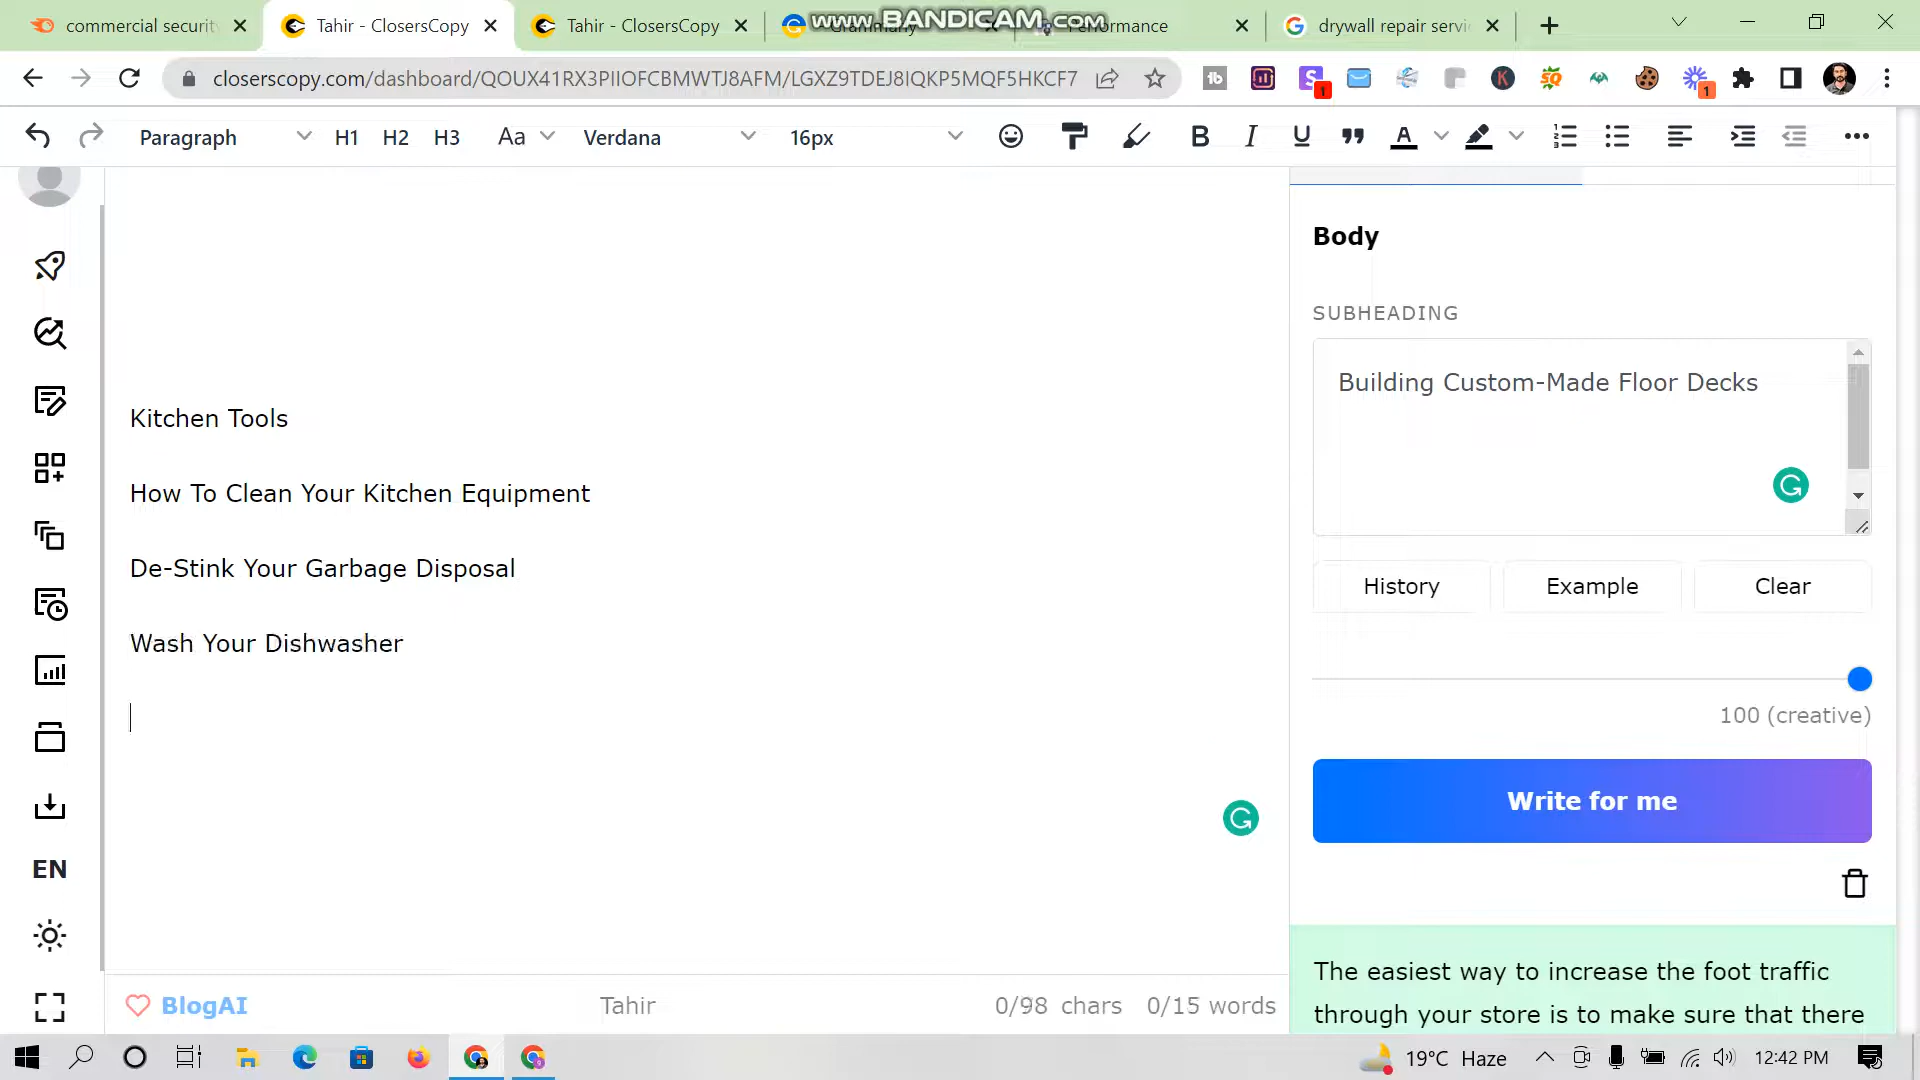 commercial securit
Tahir - ClosersCopy
Tahir - ClosersCopy
Grammarly
Performance
drywall repair servi
www.BANDICAM.com
closerscopy.com/dashboard/QOUX41RX3PIIOFCBMWTJ8AFM/LGXZ9TDEJ8IQKP5MQF5HKCF7
1
1
Paragraph
H1
H2
H3
Aa
Verdana
16px
B
I
U
A
Body
SUBHEADING
Building Custom-Made Floor Decks
Kitchen Tools
How To Clean Your Kitchen Equipment
De-Stink Your Garbage Disposal
Wash Your Dishwasher
History
Example
Clear
100 (creative)
Write for me
EN
The easiest way to increase the foot traffic
through your store is to make sure that there
BlogAI
Tahir
0/98 chars
0/15 words
19°C Haze
12:42 PM